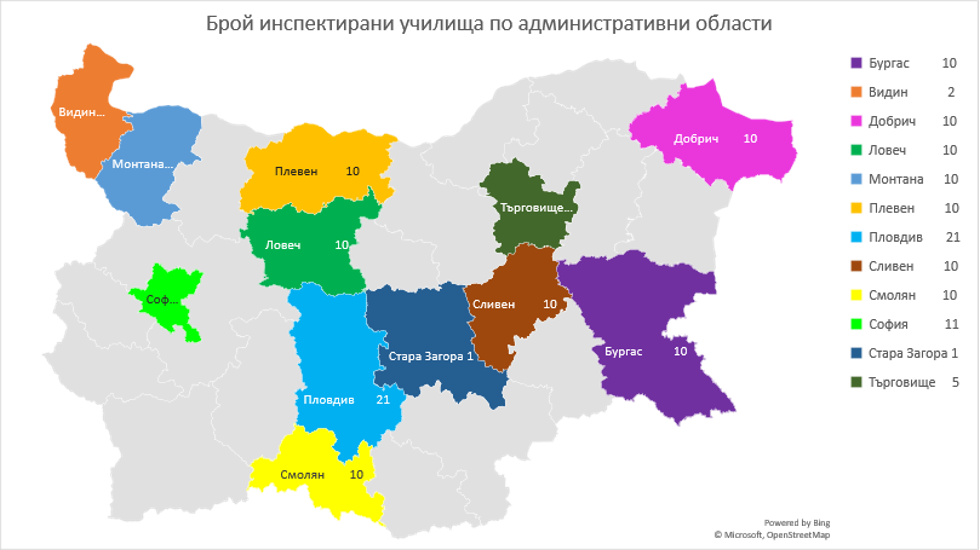 Брой инспектирани училища по административни области
Видин...
Монтана...
Плевен 10
Добрич 10
Ловеч 10
Търговище...
Соф...
Сливен 10
Стара Загора 1
Бургас 10
Пловдив 21
Смолян 10
Бургас 10
Видин 2
Добрич 10
Ловеч 10
Монтана 10
Плевен 10
Пловдив 21
Сливен 10
Смолян 10
София 11
Стара Загора 1
Търговище 5
Powered by Bing
© Microsoft, OpenStreetMap